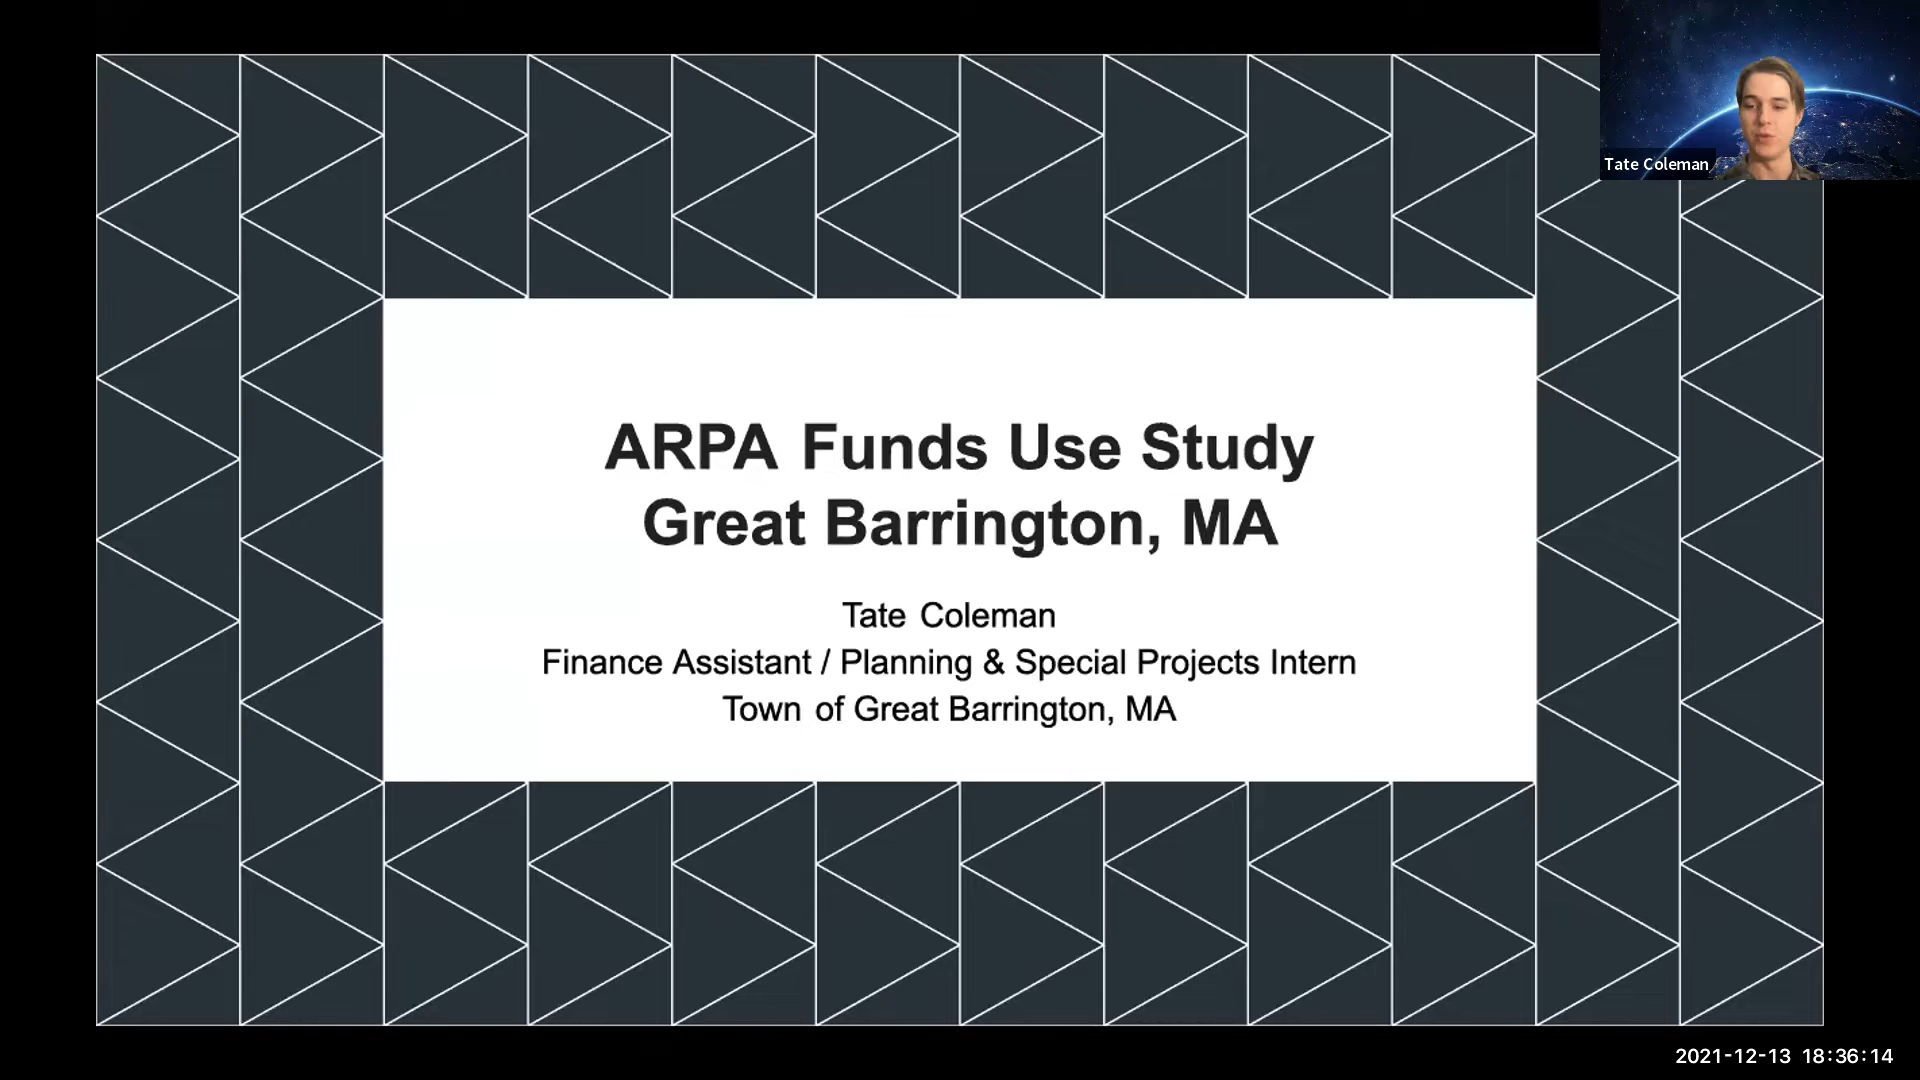 Tate Coleman
ARPA Funds Use Study
Great Barrington, MA
Tate Coleman
Finance Assistant / Planning & Special Projects Intern
Town of Great Barrington, MA
2021-12-13 18:36:14